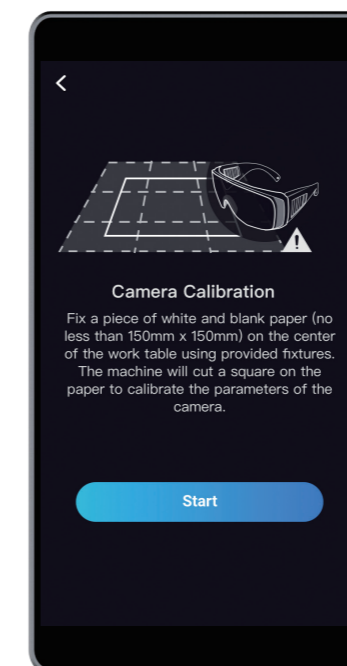 Camera Calibration
Fix a piece of white and blank paper (no
less than 150mm x 150mm) on the center
of the work table using provided fixtures.
The machine will cut a square on the
paper to calibrate the parameters of the
camera.
Start